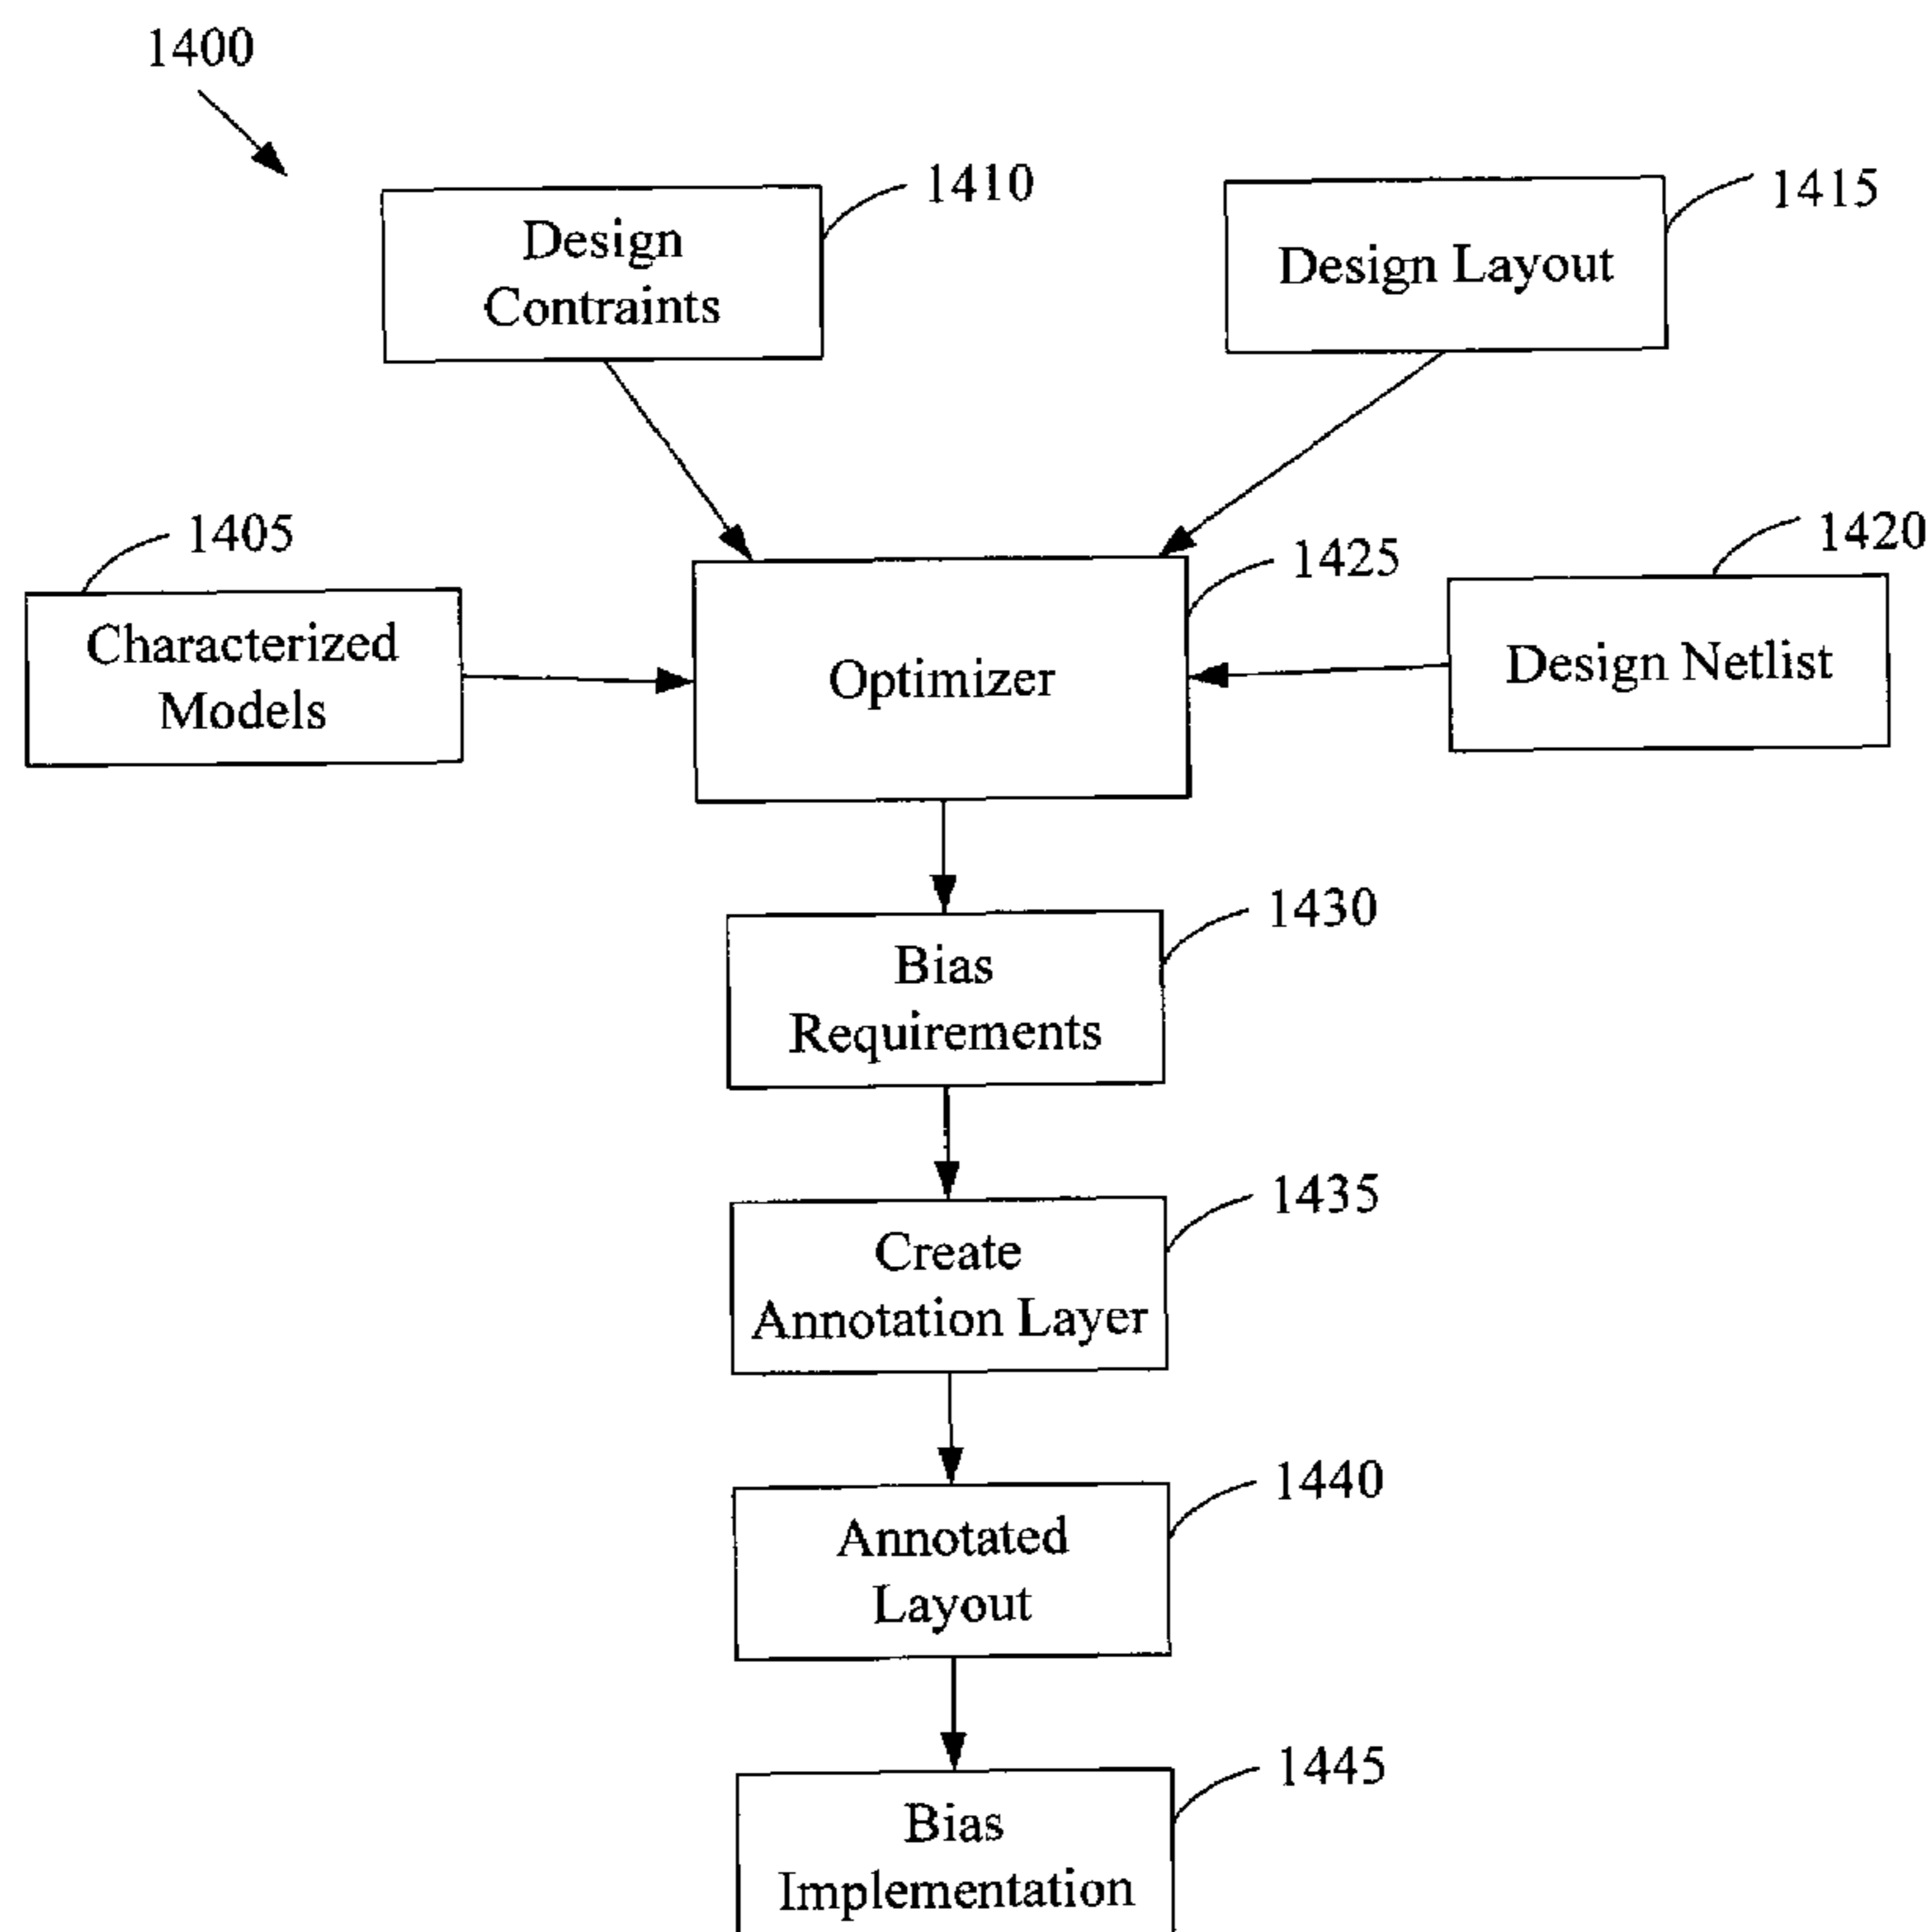 1400
1410
Design
Contraints
1415
Design Layout
1405
Characterized
Models
1425
Optimizer
1420
Design Netlist
1430
Bias
Requirements
1435
Create
Annotation Layer
1440
Annotated
Layout
1445
Bias
Implementation